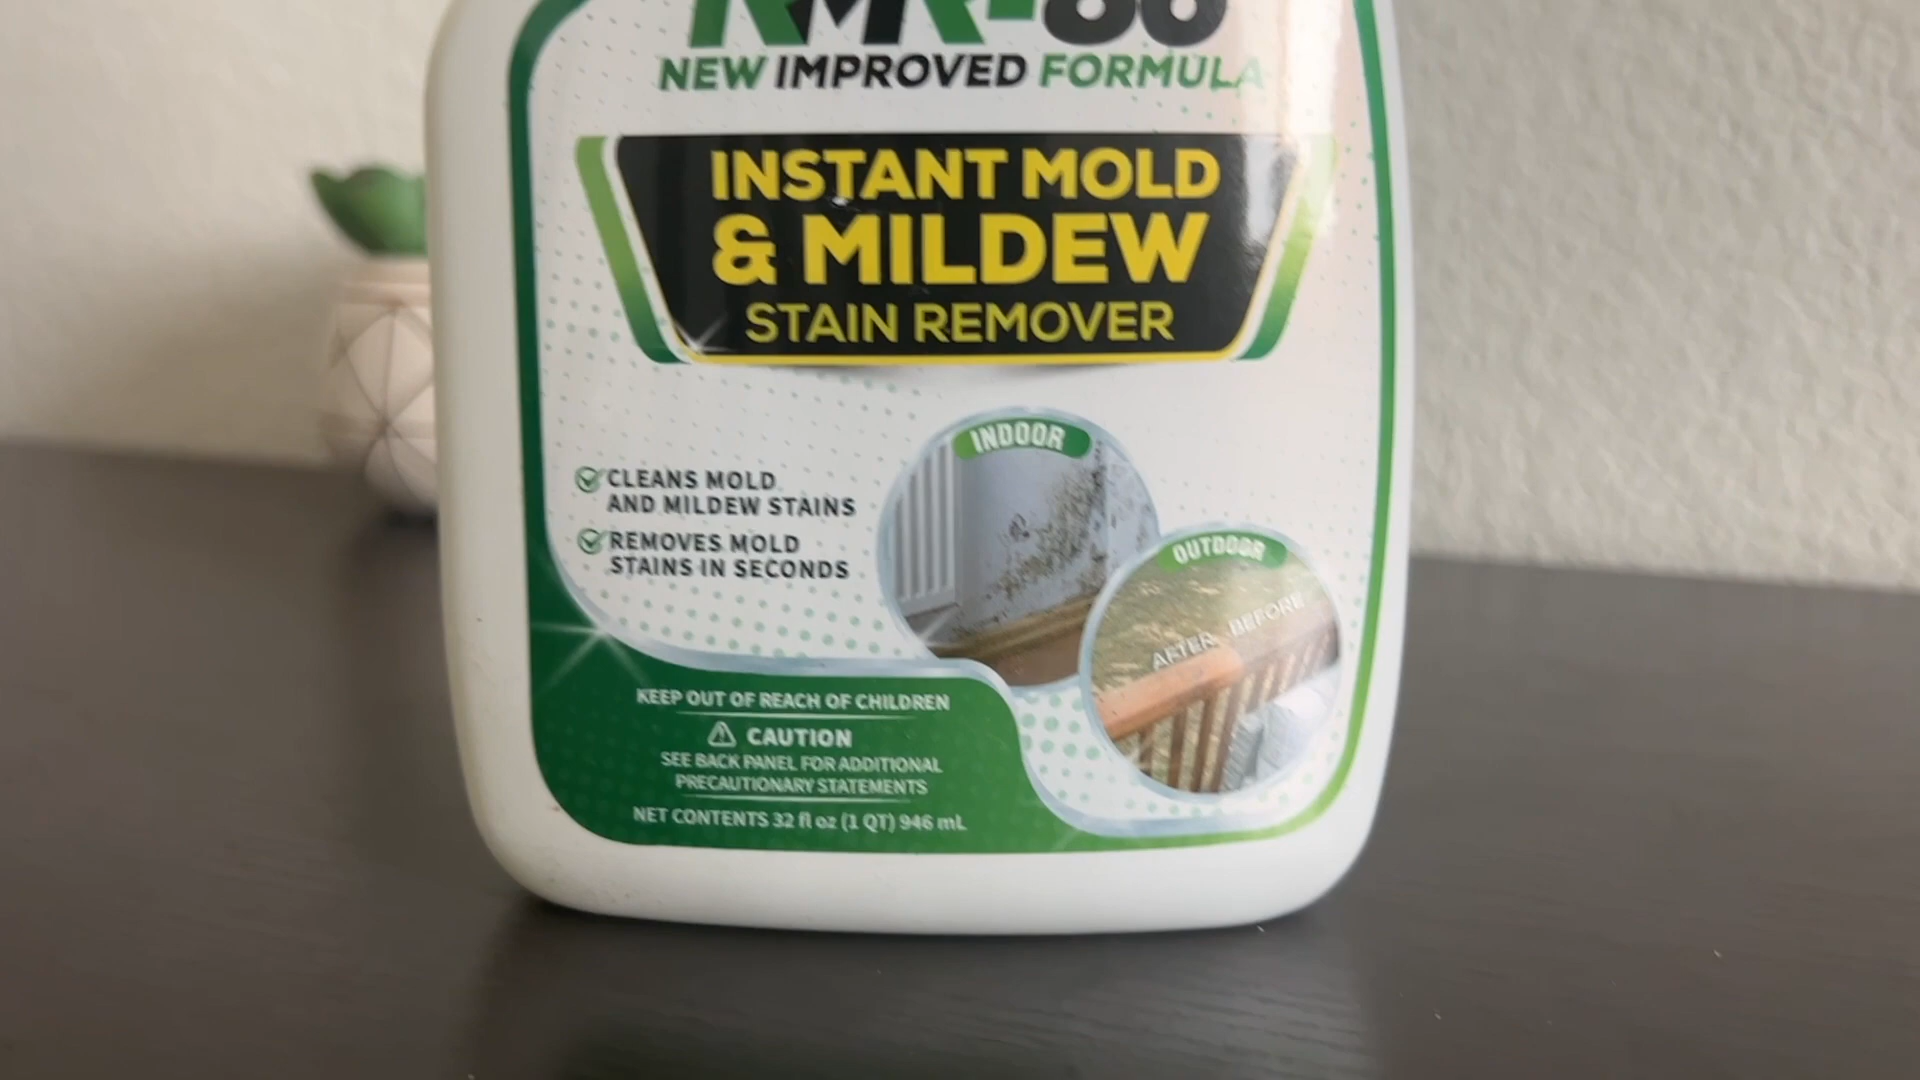 RMR-86
NEW IMPROVED FORMULA
INSTANT MOLD
& MILDEW
STAIN REMOVER
INDOOR
CLEANS MOLD
AND MILDEW STAINS
REMOVES MOLD
STAINS IN SECONDS
OUTDOOR
AFTER BEFORE
KEEP OUT OF REACH OF CHILDREN
CAUTION
SEE BACK PANEL FOR ADDITIONAL
PRECAUTIONARY STATEMENTS
NET CONTENTS 32 fl oz (1 QT) 946 mL